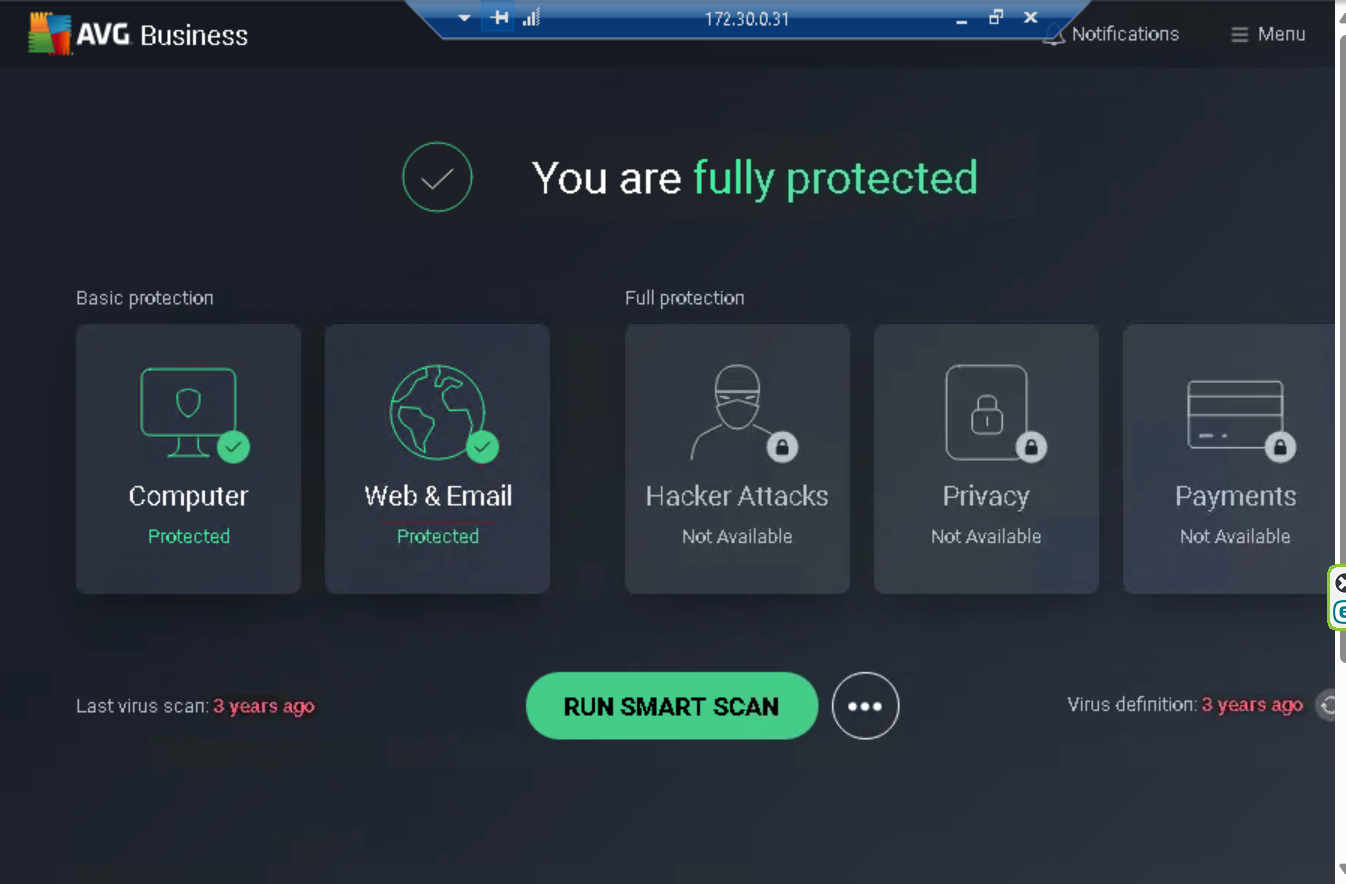 172.30.0.31
AVG Business
Notifications
Menu
You are fully protected
Basic protection
Full protection
Computer
Protected
Web & Email
Protected
Hacker Attacks
Not Available
Privacy
Not Available
Payments
Not Available
Last virus scan: 3 years ago
RUN SMART SCAN
Virus definition: 3 years ago